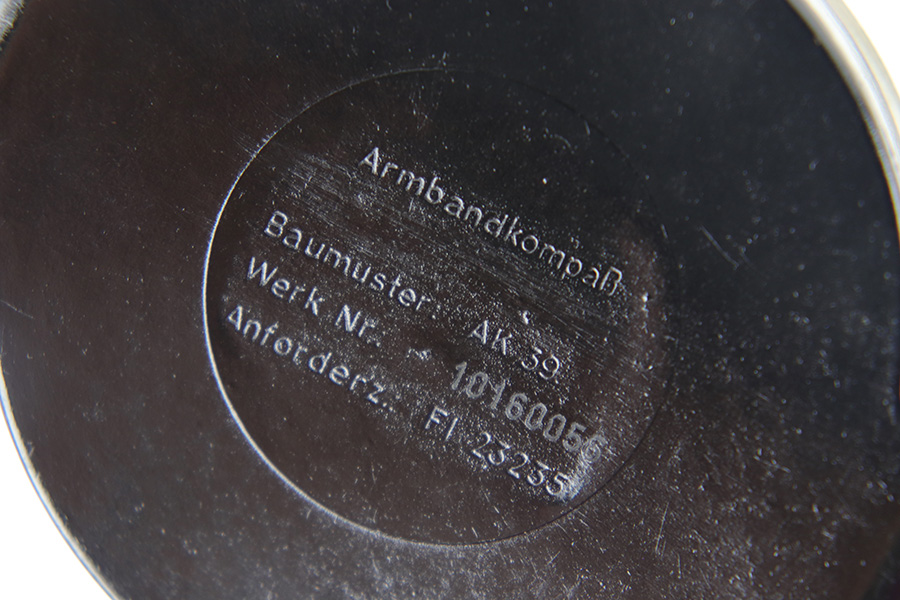 Armbandkompaß
Baumuster: AK 39
Werk Nr. 10160056
Anforderz.: Fl 23235